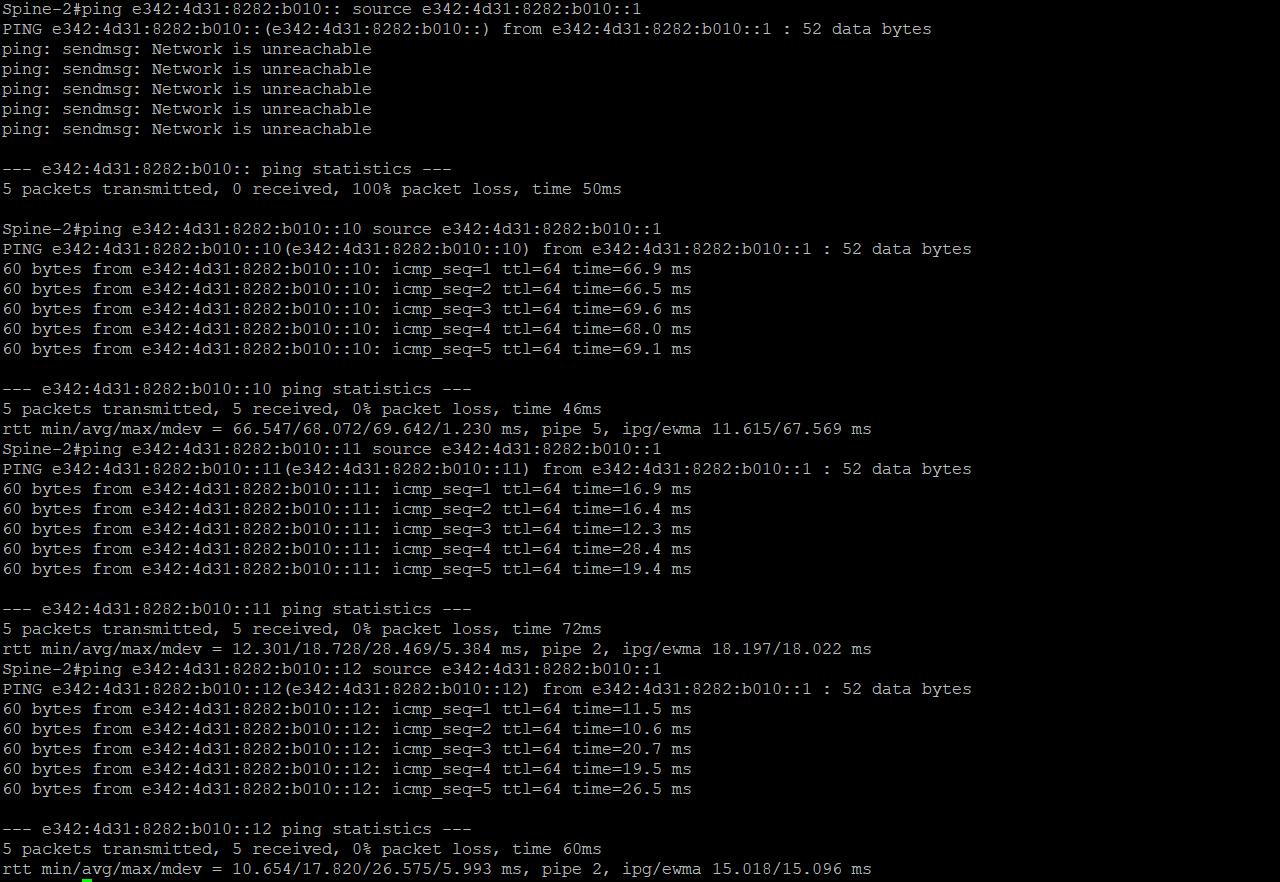 Spine-2#ping e342:4d31:8282:b010:: source e342:4d31:8282:b010::1
PING e342:4d31:8282:b010::(e342:4d31:8282:b010::) from e342:4d31:8282:b010::1 : 52 data bytes
ping: sendmsg: Network is unreachable
ping: sendmsg: Network is unreachable
ping: sendmsg: Network is unreachable
ping: sendmsg: Network is unreachable
ping: sendmsg: Network is unreachable
--- e342:4d31:8282:b010:: ping statistics ---
5 packets transmitted, 0 received, 100% packet loss, time 50ms
Spine-2#ping e342:4d31:8282:b010::10 source e342:4d31:8282:b010::1
PING e342:4d31:8282:b010::10(e342:4d31:8282:b010::10) from e342:4d31:8282:b010::1 : 52 data bytes
60 bytes from e342:4d31:8282:b010::10: icmp_seq=1 ttl=64 time=66.9 ms
60 bytes from e342:4d31:8282:b010::10: icmp_seq=2 ttl=64 time=66.5 ms
60 bytes from e342:4d31:8282:b010::10: icmp_seq=3 ttl=64 time=69.6 ms
60 bytes from e342:4d31:8282:b010::10: icmp_seq=4 ttl=64 time=68.0 ms
60 bytes from e342:4d31:8282:b010::10: icmp_seq=5 ttl=64 time=69.1 ms
--- e342:4d31:8282:b010::10 ping statistics ---
5 packets transmitted, 5 received, 0% packet loss, time 46ms
rtt min/avg/max/mdev = 66.547/68.072/69.642/1.230 ms, pipe 5, ipg/ewma 11.615/67.569 ms
Spine-2#ping e342:4d31:8282:b010::11 source e342:4d31:8282:b010::1
PING e342:4d31:8282:b010::11(e342:4d31:8282:b010::11) from e342:4d31:8282:b010::1 : 52 data bytes
60 bytes from e342:4d31:8282:b010::11: icmp_seq=1 ttl=64 time=16.9 ms
60 bytes from e342:4d31:8282:b010::11: icmp_seq=2 ttl=64 time=16.4 ms
60 bytes from e342:4d31:8282:b010::11: icmp_seq=3 ttl=64 time=12.3 ms
60 bytes from e342:4d31:8282:b010::11: icmp_seq=4 ttl=64 time=28.4 ms
60 bytes from e342:4d31:8282:b010::11: icmp_seq=5 ttl=64 time=19.4 ms
--- e342:4d31:8282:b010::11 ping statistics ---
5 packets transmitted, 5 received, 0% packet loss, time 72ms
rtt min/avg/max/mdev = 12.301/18.728/28.469/5.384 ms, pipe 2, ipg/ewma 18.197/18.022 ms
Spine-2#ping e342:4d31:8282:b010::12 source e342:4d31:8282:b010::1
PING e342:4d31:8282:b010::12(e342:4d31:8282:b010::12) from e342:4d31:8282:b010::1 : 52 data bytes
60 bytes from e342:4d31:8282:b010::12: icmp_seq=1 ttl=64 time=11.5 ms
60 bytes from e342:4d31:8282:b010::12: icmp_seq=2 ttl=64 time=10.6 ms
60 bytes from e342:4d31:8282:b010::12: icmp_seq=3 ttl=64 time=20.7 ms
60 bytes from e342:4d31:8282:b010::12: icmp_seq=4 ttl=64 time=19.5 ms
60 bytes from e342:4d31:8282:b010::12: icmp_seq=5 ttl=64 time=26.5 ms
--- e342:4d31:8282:b010::12 ping statistics ---
5 packets transmitted, 5 received, 0% packet loss, time 60ms
rtt min/avg/max/mdev = 10.654/17.820/26.575/5.993 ms, pipe 2, ipg/ewma 15.018/15.096 ms